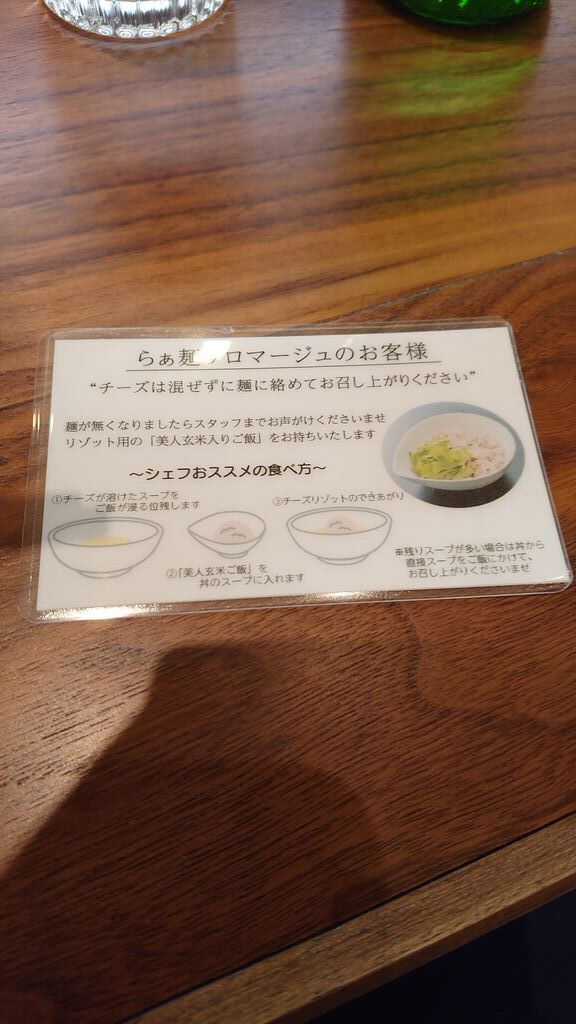 らぁ麺フロマージュのお客様
“チーズは混ぜずに麺に絡めてお召し上がりください”
麺が無くなりましたらスタッフまでお声がけくださいませ
リゾット用の「美人玄米入りご飯」をお持ちいたします
～シェフおススメの食べ方～
①チーズが溶けたスープを
ご飯が浸る位残します
②「美人玄米ご飯」を
丼のスープに入れます
③チーズリゾットのできあがり
※残りスープが多い場合は丼から
直接スープをご飯にかけて、
お召し上がりくださいませ